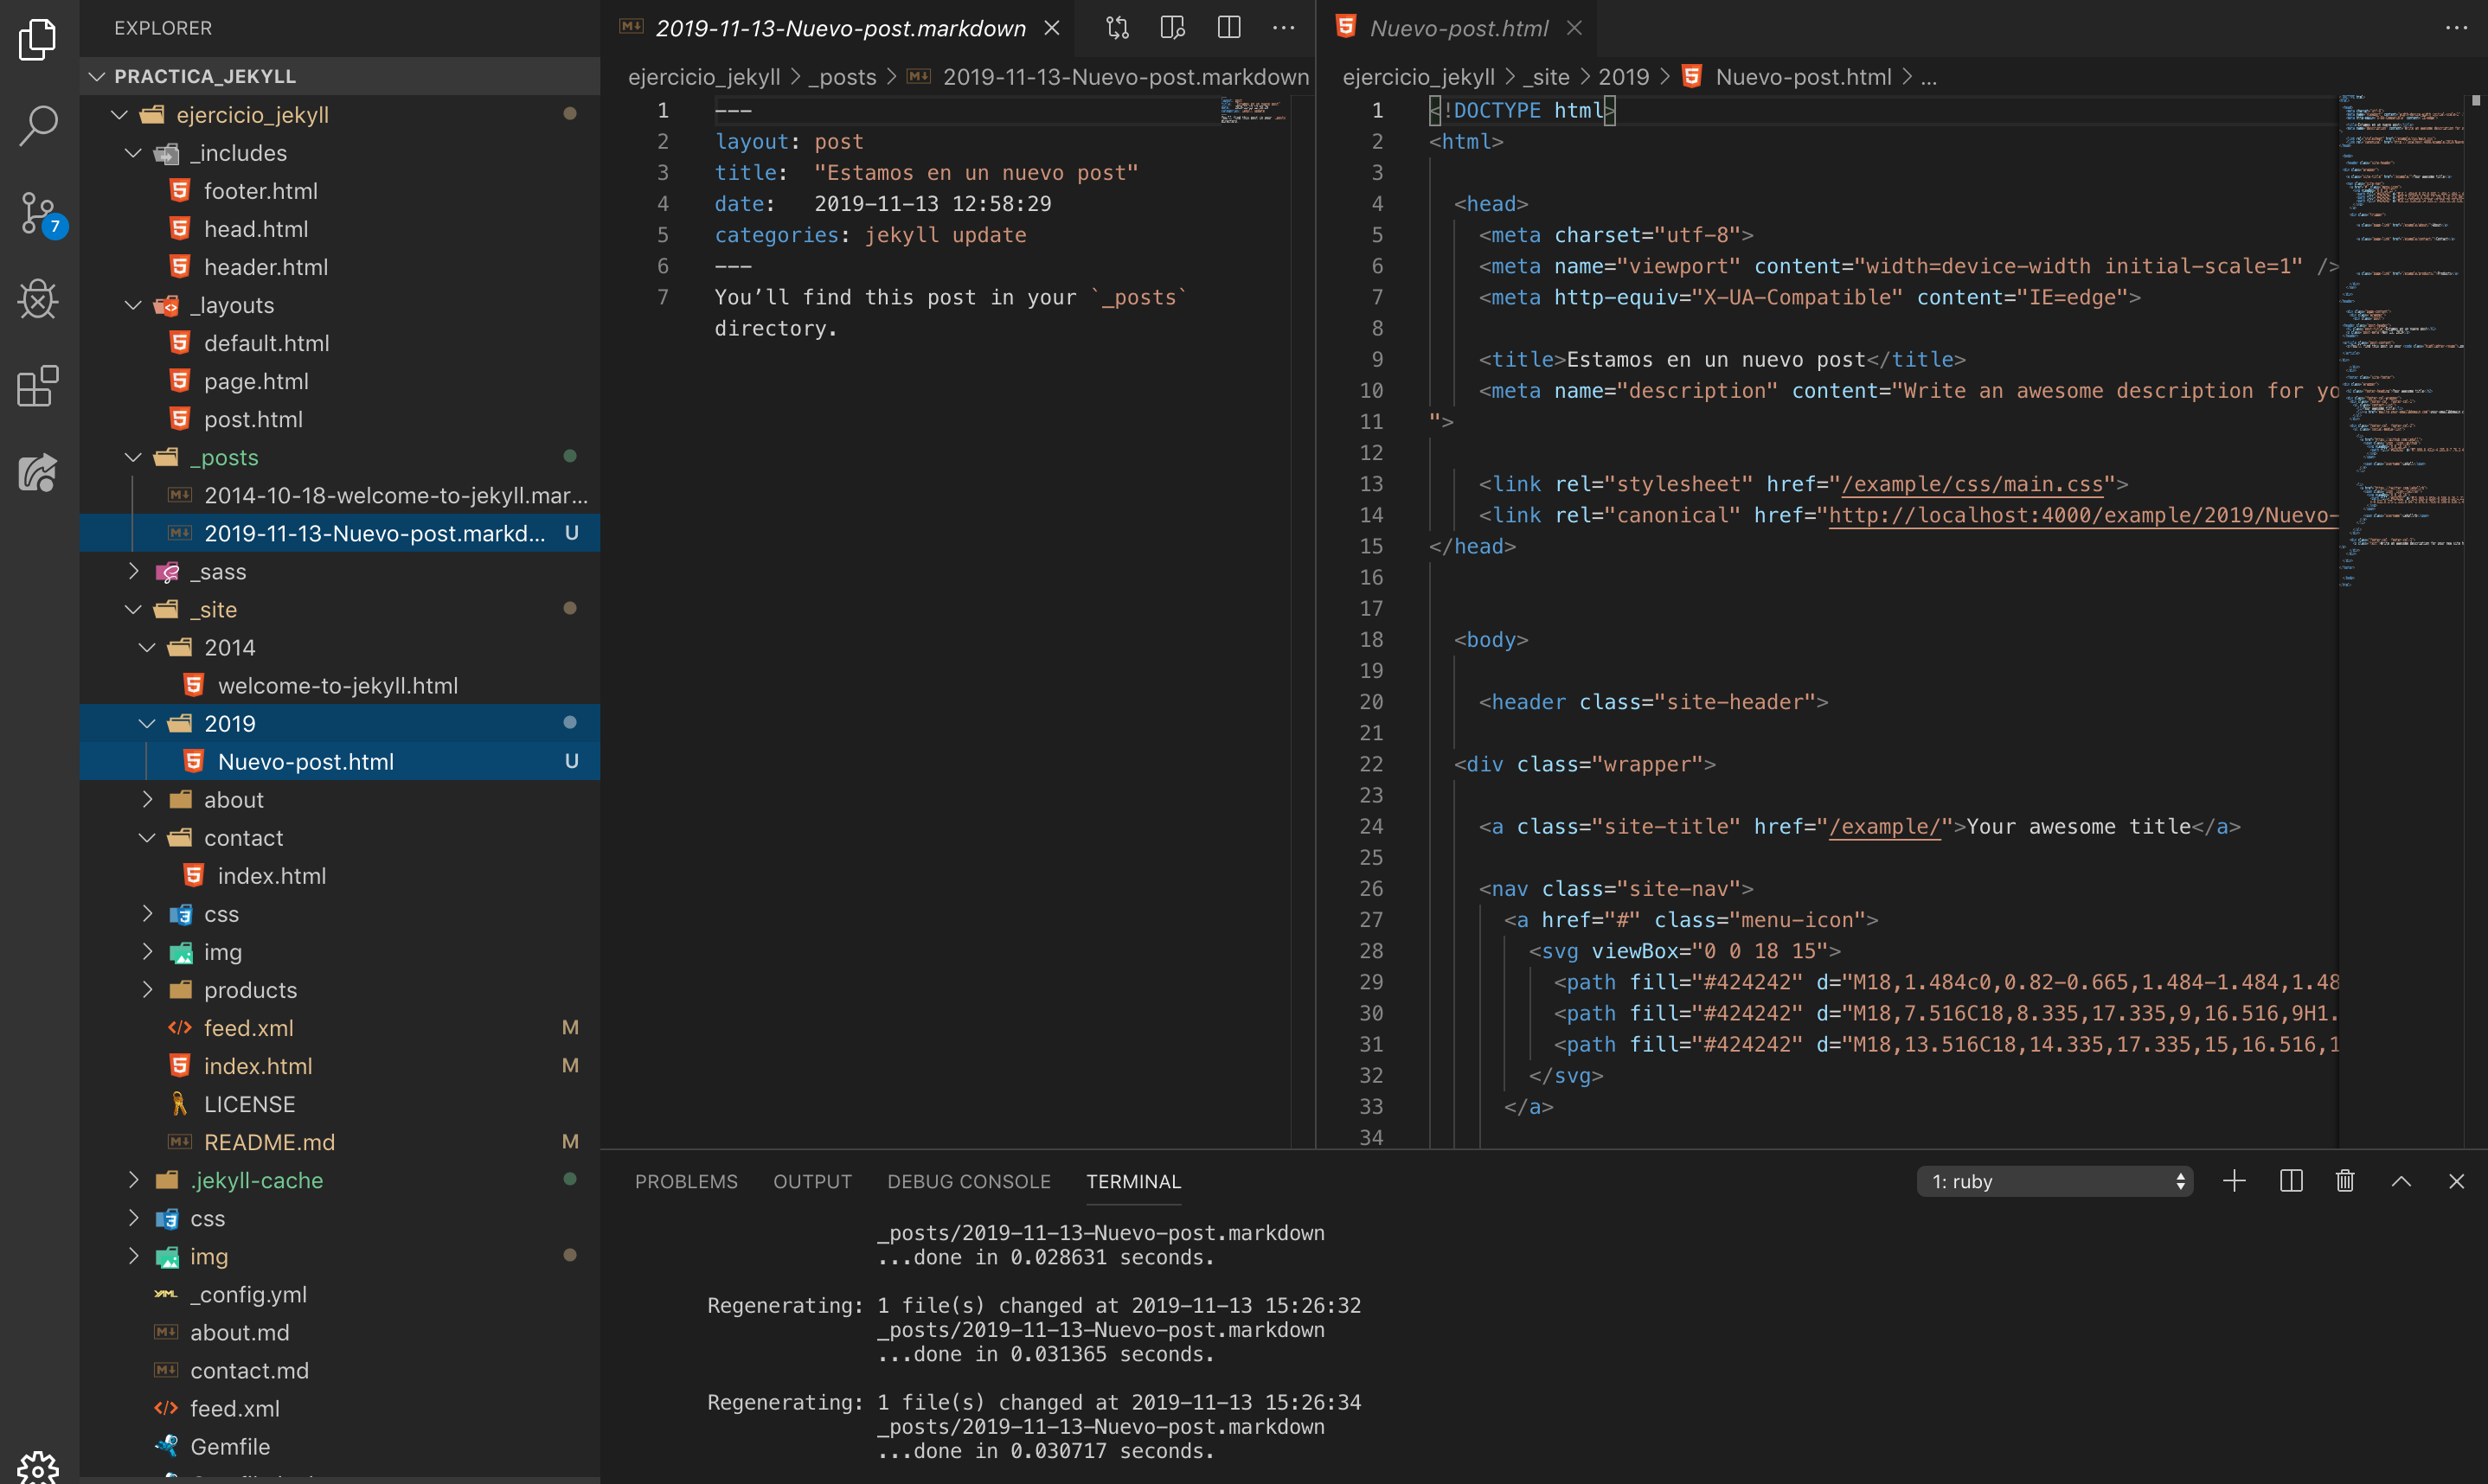 EXPLORER
PRACTICA_JEKYLL
ejercicio_jekyll
_includes
footer.html
head.html
header.html
_layouts
default.html
page.html
post.html
_posts
2014-10-18-welcome-to-jekyll.mar...
2019-11-13-Nuevo-post.markd... U
_sass
_site
2014
welcome-to-jekyll.html
2019
Nuevo-post.html U
about
contact
index.html
css
img
products
feed.xml M
index.html M
LICENSE
README.md M
.jekyll-cache
css
img
_config.yml
about.md
contact.md
feed.xml
Gemfile
7
2019-11-13-Nuevo-post.markdown
ejercicio_jekyll > _posts > 2019-11-13-Nuevo-post.markdown
1 ---
2 layout: post
3 title:  "Estamos en un nuevo post"
4 date:   2019-11-13 12:58:29
5 categories: jekyll update
6 ---
7 You’ll find this post in your `_posts`
directory.
Nuevo-post.html
ejercicio_jekyll > _site > 2019 > Nuevo-post.html > ...
1 <!DOCTYPE html>
2 <html>
3
4 <head>
5 <meta charset="utf-8">
6 <meta name="viewport" content="width=device-width initial-scale=1" />
7 <meta http-equiv="X-UA-Compatible" content="IE=edge">
8
9 <title>Estamos en un nuevo post</title>
10 <meta name="description" content="Write an awesome description for yo
11 ">
12
13 <link rel="stylesheet" href="/example/css/main.css">
14 <link rel="canonical" href="http://localhost:4000/example/2019/Nuevo-
15 </head>
16
17
18 <body>
19
20 <header class="site-header">
21
22 <div class="wrapper">
23
24 <a class="site-title" href="/example/">Your awesome title</a>
25
26 <nav class="site-nav">
27 <a href="#" class="menu-icon">
28 <svg viewBox="0 0 18 15">
29 <path fill="#424242" d="M18,1.484c0,0.82-0.665,1.484-1.484,1.48
30 <path fill="#424242" d="M18,7.516C18,8.335,17.335,9,16.516,9H1.
31 <path fill="#424242" d="M18,13.516C18,14.335,17.335,15,16.516,1
32 </svg>
33 </a>
34
PROBLEMS OUTPUT DEBUG CONSOLE TERMINAL 1: ruby
_posts/2019-11-13-Nuevo-post.markdown
...done in 0.028631 seconds.
Regenerating: 1 file(s) changed at 2019-11-13 15:26:32
_posts/2019-11-13-Nuevo-post.markdown
...done in 0.031365 seconds.
Regenerating: 1 file(s) changed at 2019-11-13 15:26:34
_posts/2019-11-13-Nuevo-post.markdown
...done in 0.030717 seconds.